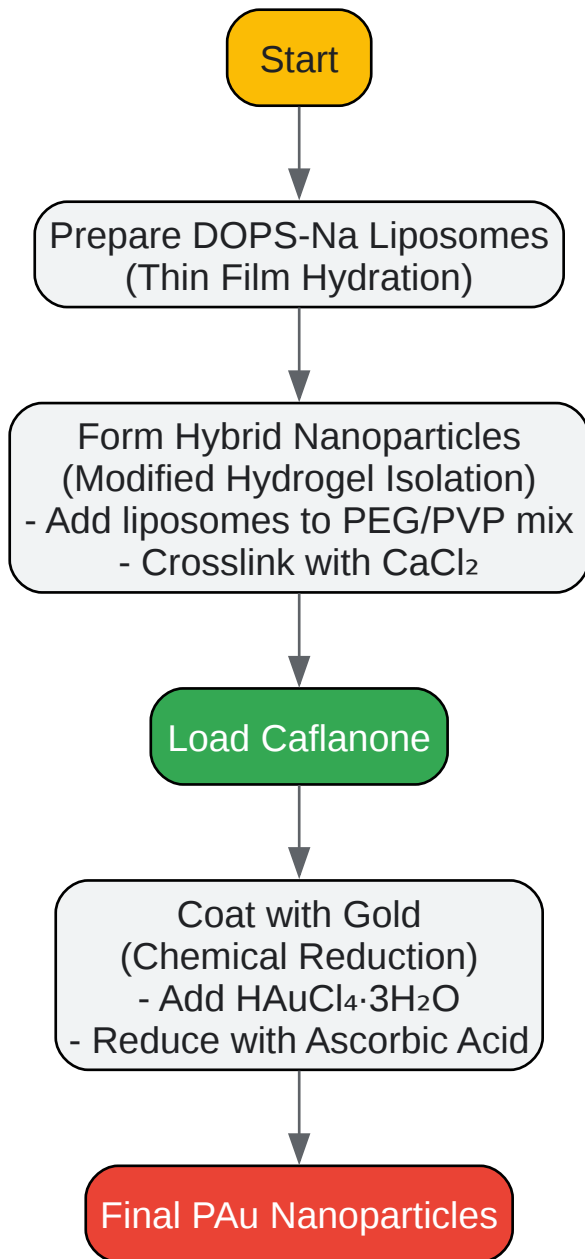 Start
Prepare DOPS-Na Liposomes
(Thin Film Hydration)
Form Hybrid Nanoparticles
(Modified Hydrogel Isolation)
- Add liposomes to PEG/PVP mix
- Crosslink with CaCl₂
Load Caflanone
Coat with Gold
(Chemical Reduction)
- Add HAuCl₄·3H₂O
- Reduce with Ascorbic Acid
Final PAu Nanoparticles